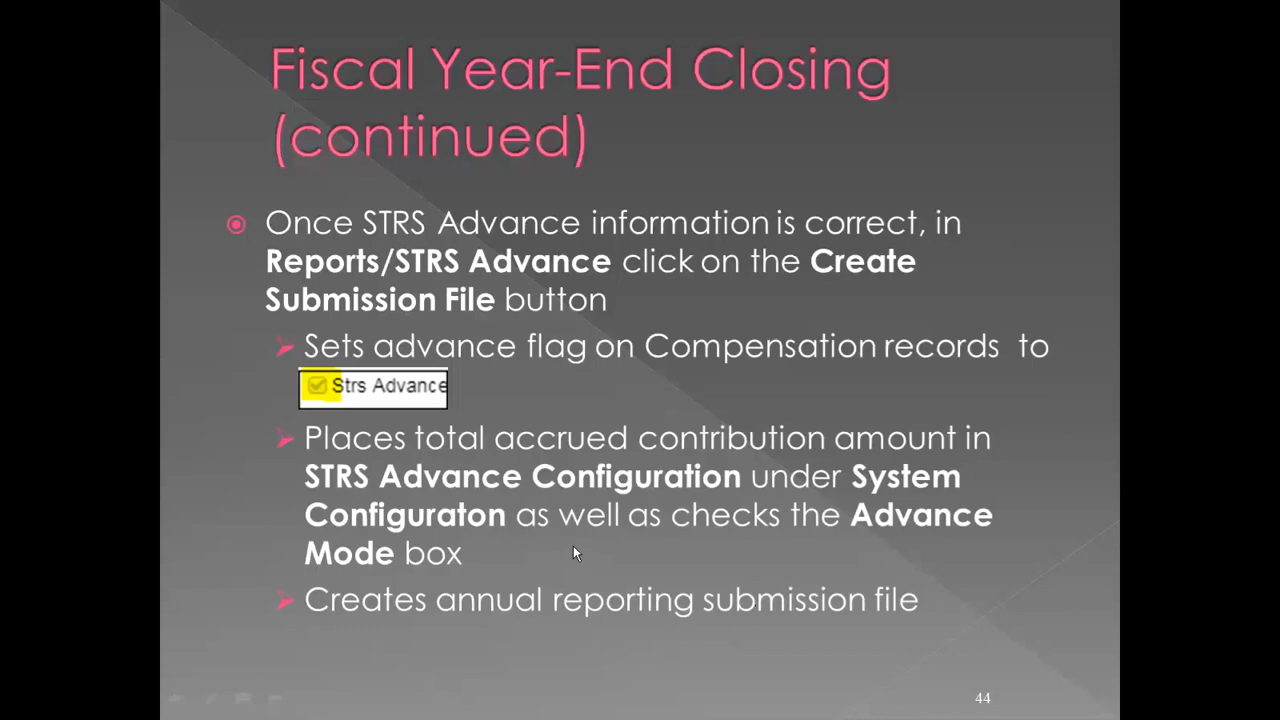 Fiscal Year-End Closing
(continued)
Once STRS Advance information is correct, in
Reports/STRS Advance click on the Create
Submission File button
Sets advance flag on Compensation records to
Strs Advance
Places total accrued contribution amount in
STRS Advance Configuration under System
Configuraton as well as checks the Advance
Mode box
Creates annual reporting submission file
44